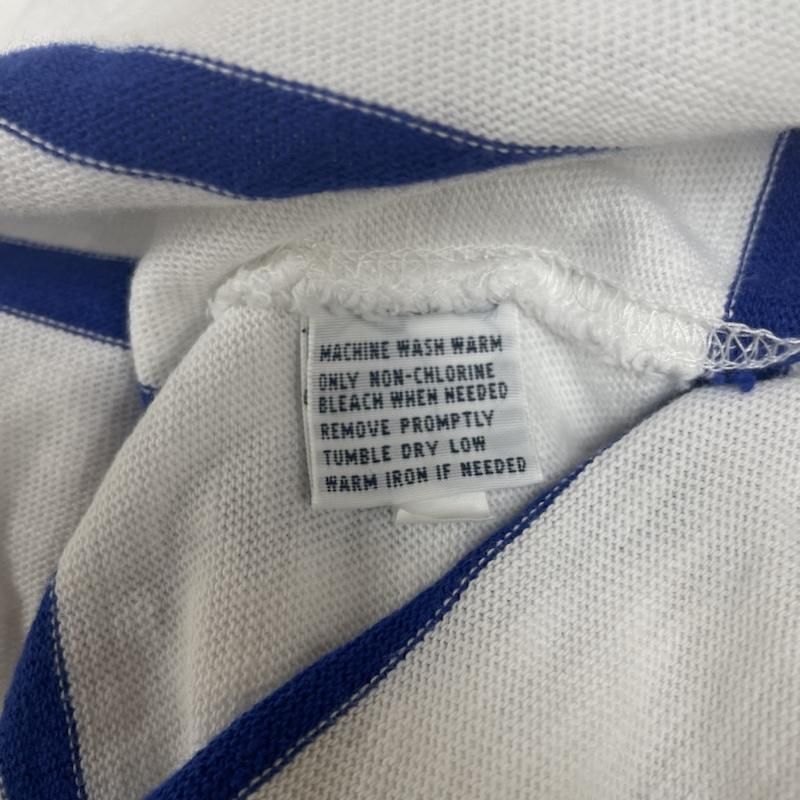 MACHINE WASH WARM
ONLY NON-CHLORINE
BLEACH WHEN NEEDED
REMOVE PROMPTLY
TUMBLE DRY LOW
WARM IRON IF NEEDED